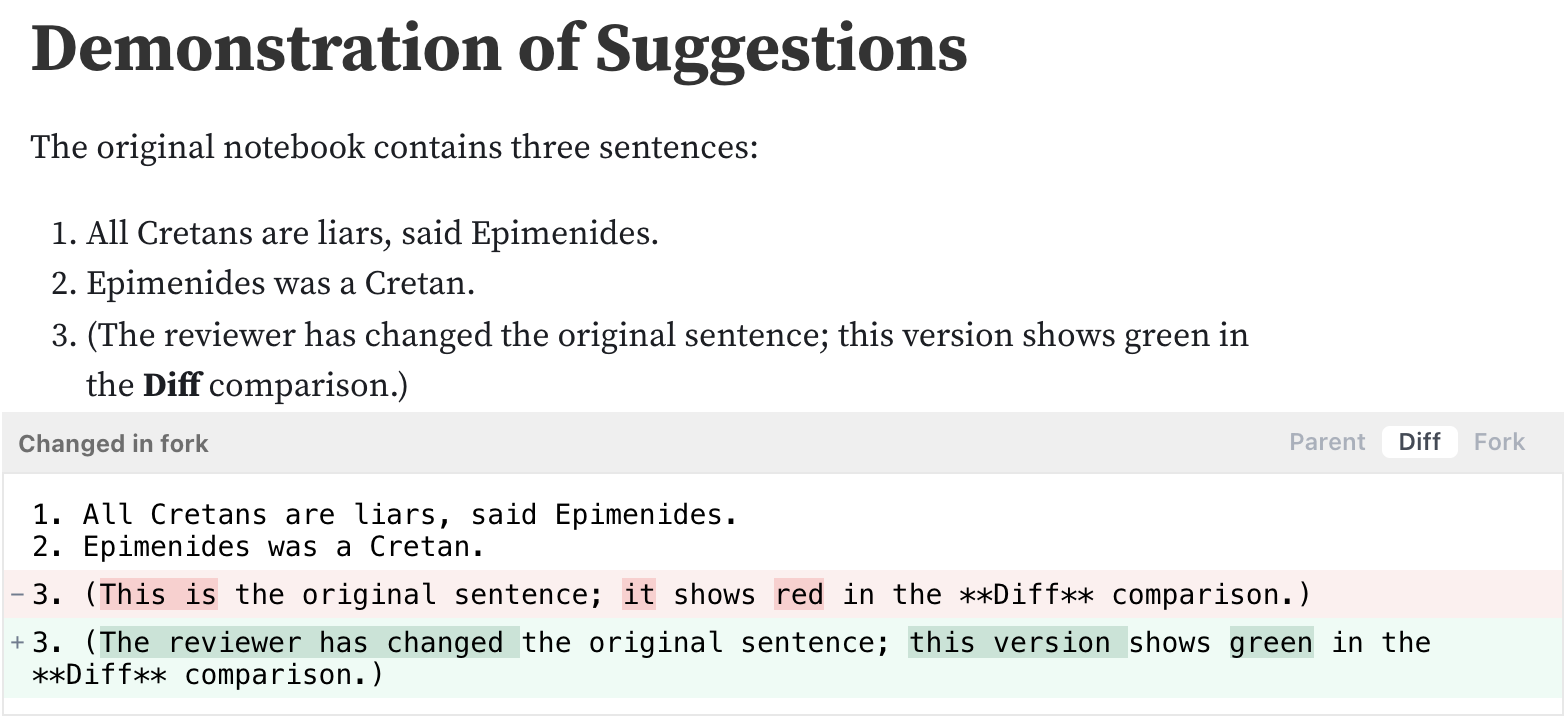 Demonstration of Suggestions
The original notebook contains three sentences:
1. All Cretans are liars, said Epimenides.
2. Epimenides was a Cretan.
3. (The reviewer has changed the original sentence; this version shows green in
the Diff comparison.)
Changed in fork Parent Diff Fork
1. All Cretans are liars, said Epimenides.
2. Epimenides was a Cretan.
− 3. (This is the original sentence; it shows red in the **Diff** comparison.)
+ 3. (The reviewer has changed the original sentence; this version shows green in the
**Diff** comparison.)